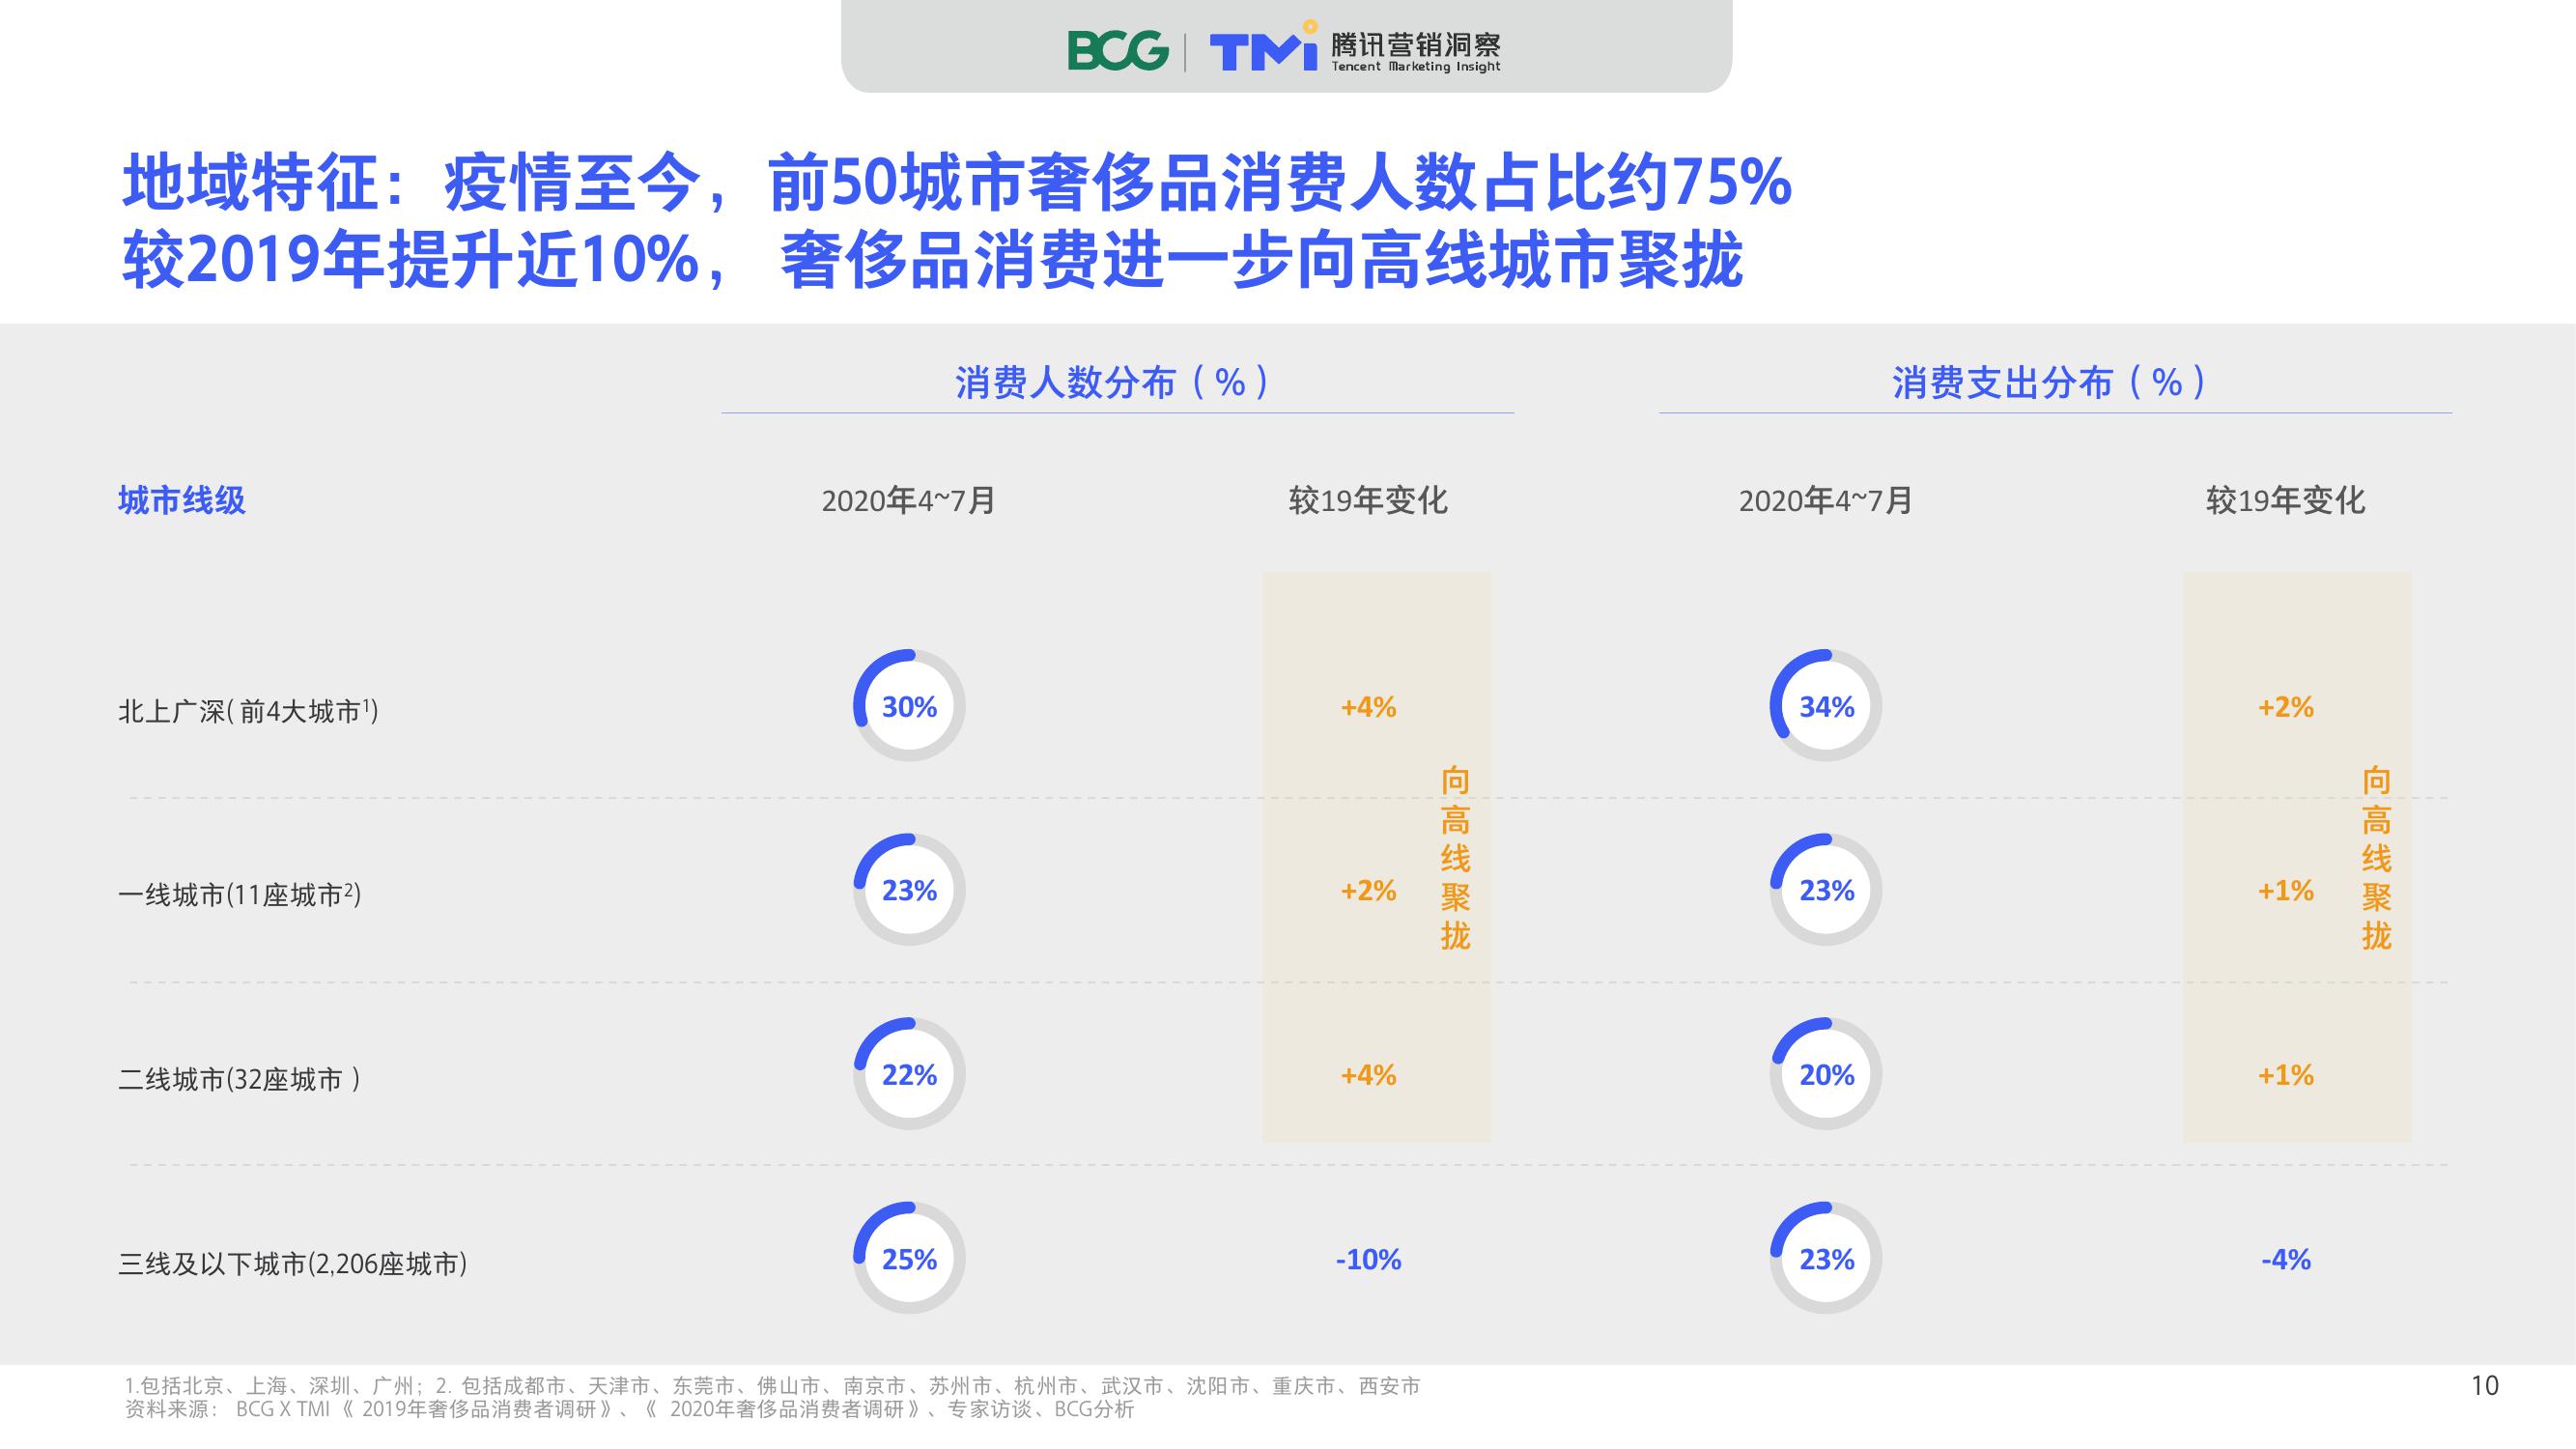 BCG
TMi 腾讯营销洞察
Tencent Marketing Insight
地域特征：疫情至今，前50城市奢侈品消费人数占比约75%
较2019年提升近10%，奢侈品消费进一步向高线城市聚拢
消费人数分布（%）
消费支出分布（%）
城市线级
2020年4~7月
较19年变化
2020年4~7月
较19年变化
北上广深(前4大城市1)
30%
+4%
34%
+2%
一线城市(11座城市2)
23%
+2%
23%
+1%
二线城市(32座城市 )
22%
+4%
20%
+1%
向高线聚拢
向高线聚拢
三线及以下城市(2,206座城市)
25%
-10%
23%
-4%
1.包括北京、上海、深圳、广州；2. 包括成都市、天津市、东莞市、佛山市、南京市、苏州市、杭州市、武汉市、沈阳市、重庆市、西安市
资料来源： BCG X TMI《 2019年奢侈品消费者调研》、《 2020年奢侈品消费者调研》、专家访谈、BCG分析
10